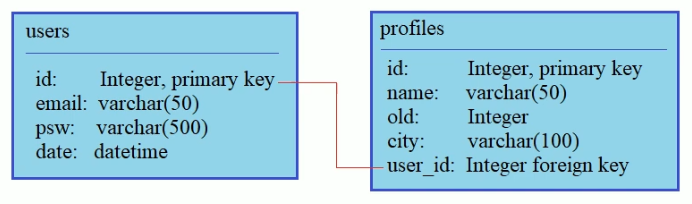 users
id: Integer, primary key
email: varchar(50)
psw: varchar(500)
date: datetime
profiles
id: Integer, primary key
name: varchar(50)
old: Integer
city: varchar(100)
user_id: Integer foreign key